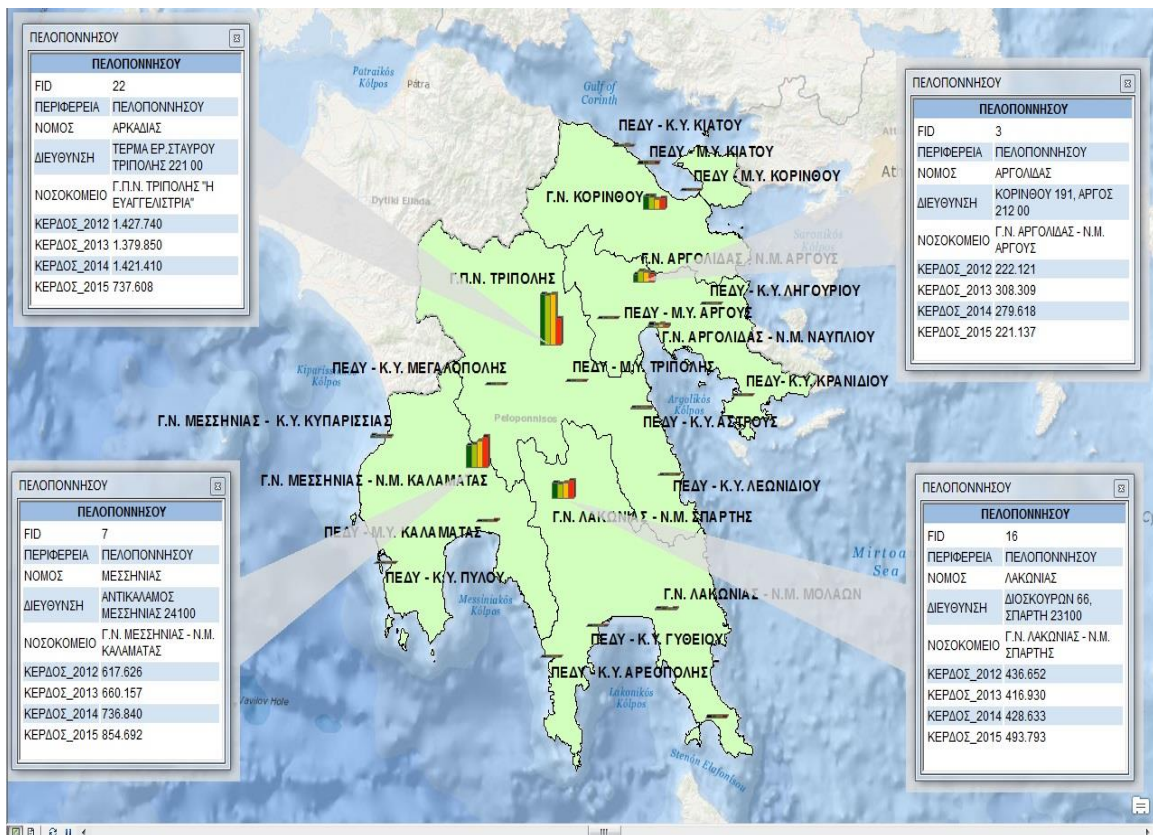 ΠΕΛΟΠΟΝΝΗΣΟΥ
ΠΕΛΟΠΟΝΝΗΣΟΥ
FID 22
ΠΕΡΙΦΕΡΕΙΑ ΠΕΛΟΠΟΝΝΗΣΟΥ
ΝΟΜΟΣ ΑΡΚΑΔΙΑΣ
ΔΙΕΥΘΥΝΣΗ ΤΕΡΜΑ ΕΡ.ΣΤΑΥΡΟΥ
ΤΡΙΠΟΛΗΣ 221 00
ΝΟΣΟΚΟΜΕΙΟ Γ.Π.Ν. ΤΡΙΠΟΛΗΣ "Η
ΕΥΑΓΓΕΛΙΣΤΡΙΑ"
ΚΕΡΔΟΣ_2012 1.427.740
ΚΕΡΔΟΣ_2013 1.379.850
ΚΕΡΔΟΣ_2014 1.421.410
ΚΕΡΔΟΣ_2015 737.608
ΠΕΛΟΠΟΝΝΗΣΟΥ
ΠΕΛΟΠΟΝΝΗΣΟΥ
FID 3
ΠΕΡΙΦΕΡΕΙΑ ΠΕΛΟΠΟΝΝΗΣΟΥ
ΝΟΜΟΣ ΑΡΓΟΛΙΔΑΣ
ΔΙΕΥΘΥΝΣΗ ΚΟΡΙΝΘΟΥ 191, ΑΡΓΟΣ
212 00
ΝΟΣΟΚΟΜΕΙΟ Γ.Ν. ΑΡΓΟΛΙΔΑΣ - Ν.Μ.
ΑΡΓΟΥΣ
ΚΕΡΔΟΣ_2012 222.121
ΚΕΡΔΟΣ_2013 308.309
ΚΕΡΔΟΣ_2014 279.618
ΚΕΡΔΟΣ_2015 221.137
Patraikós
Kólpos
Pátra
Gulf of
Corinth
Dytiki Ellada
Ath
Saronikós
Kólpos
ΠΕΔΥ - Κ.Υ. ΚΙΑΤΟΥ
ΠΕΔΥ - Μ.Υ. ΚΙΑΤΟΥ
ΠΕΔΥ - Μ.Υ. ΚΟΡΙΝΘΟΥ
Γ.Ν. ΚΟΡΙΝΘΟΥ
Γ.Ν. ΑΡΓΟΛΙΔΑΣ - Ν.Μ. ΑΡΓΟΥΣ
Γ.Π.Ν. ΤΡΙΠΟΛΗΣ
ΠΕΔΥ - Κ.Υ. ΛΗΓΟΥΡΙΟΥ
ΠΕΔΥ - Μ.Υ. ΑΡΓΟΥΣ
Γ.Ν. ΑΡΓΟΛΙΔΑΣ - Ν.Μ. ΝΑΥΠΛΙΟΥ
ΠΕΔΥ - Κ.Υ. ΜΕΓΑΛΟΠΟΛΗΣ
ΠΕΔΥ - Μ.Υ. ΤΡΙΠΟΛΗΣ
ΠΕΔΥ- Κ.Υ. ΚΡΑΝΙΔΙΟΥ
Kólpos
Argolikós
Kólpos
Peloponnisos
Γ.Ν. ΜΕΣΣΗΝΙΑΣ - Κ.Υ. ΚΥΠΑΡΙΣΣΙΑΣ
ΠΕΔΥ - Κ.Υ. ΑΣΤΡΟΥΣ
Γ.Ν. ΜΕΣΣΗΝΙΑΣ - Ν.Μ. ΚΑΛΑΜΑΤΑΣ
ΠΕΔΥ - Κ.Υ. ΛΕΩΝΙΔΙΟΥ
Γ.Ν. ΛΑΚΩΝΙΑΣ - Ν.Μ. ΣΠΑΡΤΗΣ
ΠΕΔΥ - Μ.Υ. ΚΑΛΑΜΑΤΑΣ
ΠΕΔΥ - Κ.Υ. ΠΥΛΟΥ
Messiniakós
Kólpos
Γ.Ν. ΛΑΚΩΝΙΑΣ - Ν.Μ. ΜΟΛΑΩΝ
ΠΕΔΥ - Κ.Υ. ΓΥΘΕΙΟΥ
ΠΕΔΥ - Κ.Υ. ΑΡΕΟΠΟΛΗΣ
Lakonikós
Kólpos
Stenón Elafonísou
Mirtoa
Sea
Vavilov Hole
ΠΕΛΟΠΟΝΝΗΣΟΥ
ΠΕΛΟΠΟΝΝΗΣΟΥ
FID 7
ΠΕΡΙΦΕΡΕΙΑ ΠΕΛΟΠΟΝΝΗΣΟΥ
ΝΟΜΟΣ ΜΕΣΣΗΝΙΑΣ
ΔΙΕΥΘΥΝΣΗ ΑΝΤΙΚΑΛΑΜΟΣ
ΜΕΣΣΗΝΙΑΣ 24100
ΝΟΣΟΚΟΜΕΙΟ Γ.Ν. ΜΕΣΣΗΝΙΑΣ - Ν.Μ.
ΚΑΛΑΜΑΤΑΣ
ΚΕΡΔΟΣ_2012 617.626
ΚΕΡΔΟΣ_2013 660.157
ΚΕΡΔΟΣ_2014 736.840
ΚΕΡΔΟΣ_2015 854.692
ΠΕΛΟΠΟΝΝΗΣΟΥ
ΠΕΛΟΠΟΝΝΗΣΟΥ
FID 16
ΠΕΡΙΦΕΡΕΙΑ ΠΕΛΟΠΟΝΝΗΣΟΥ
ΝΟΜΟΣ ΛΑΚΩΝΙΑΣ
ΔΙΕΥΘΥΝΣΗ ΔΙΟΣΚΟΥΡΩΝ 66,
ΣΠΑΡΤΗ 23100
ΝΟΣΟΚΟΜΕΙΟ Γ.Ν. ΛΑΚΩΝΙΑΣ - Ν.Μ.
ΣΠΑΡΤΗΣ
ΚΕΡΔΟΣ_2012 436.652
ΚΕΡΔΟΣ_2013 416.930
ΚΕΡΔΟΣ_2014 428.633
ΚΕΡΔΟΣ_2015 493.793